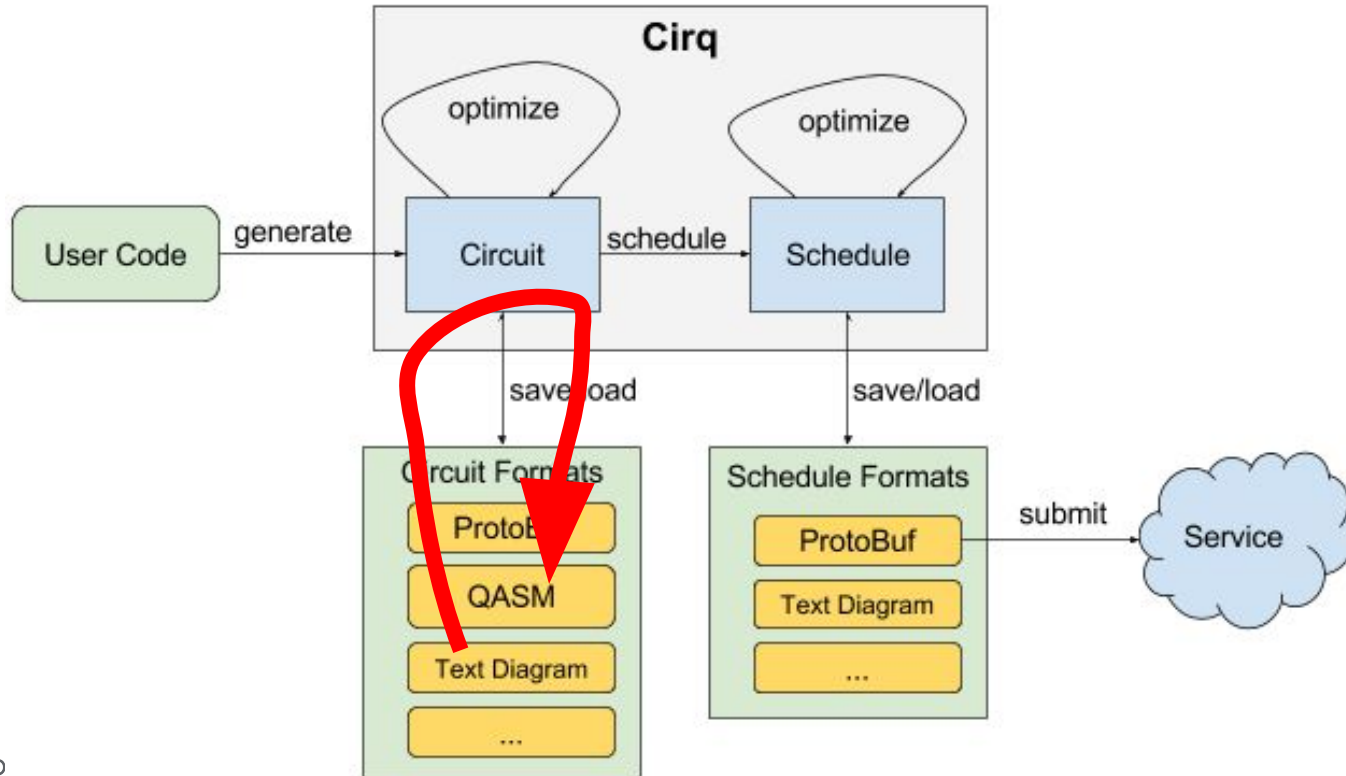 Cirq
optimize
optimize
User Code
generate
Circuit
schedule
Schedule
save/load
save/load
Circuit Formats
QASM
Text Diagram
...
Schedule Formats
ProtoBuf
Text Diagram
...
submit
Service